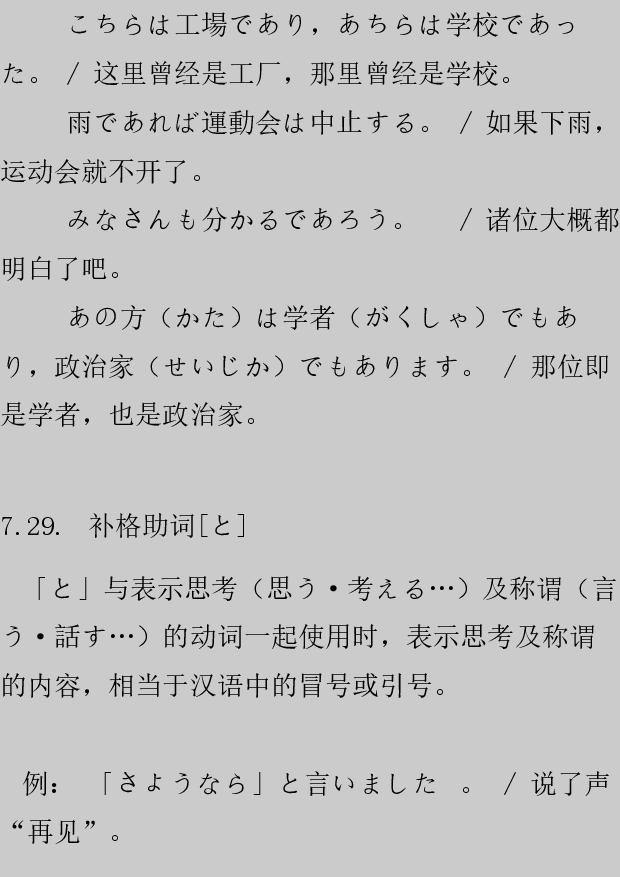 こちらは工場であり，あちらは学校であっ
た。 / 这里曾经是工厂，那里曾经是学校。
雨であれば運動会は中止する。 / 如果下雨，
运动会就不开了。
みなさんも分かるであろう。 / 诸位大概都
明白了吧。
あの方（かた）は学者（がくしゃ）でもあ
り，政治家（せいじか）でもあります。 / 那位即
是学者，也是政治家。
7.29. 补格助词[と]
「と」与表示思考（思う・考える…）及称谓（言
う・話す…）的动词一起使用时，表示思考及称谓
的内容，相当于汉语中的冒号或引号。
例： 「さようなら」と言いました 。 / 说了声
“再见”。